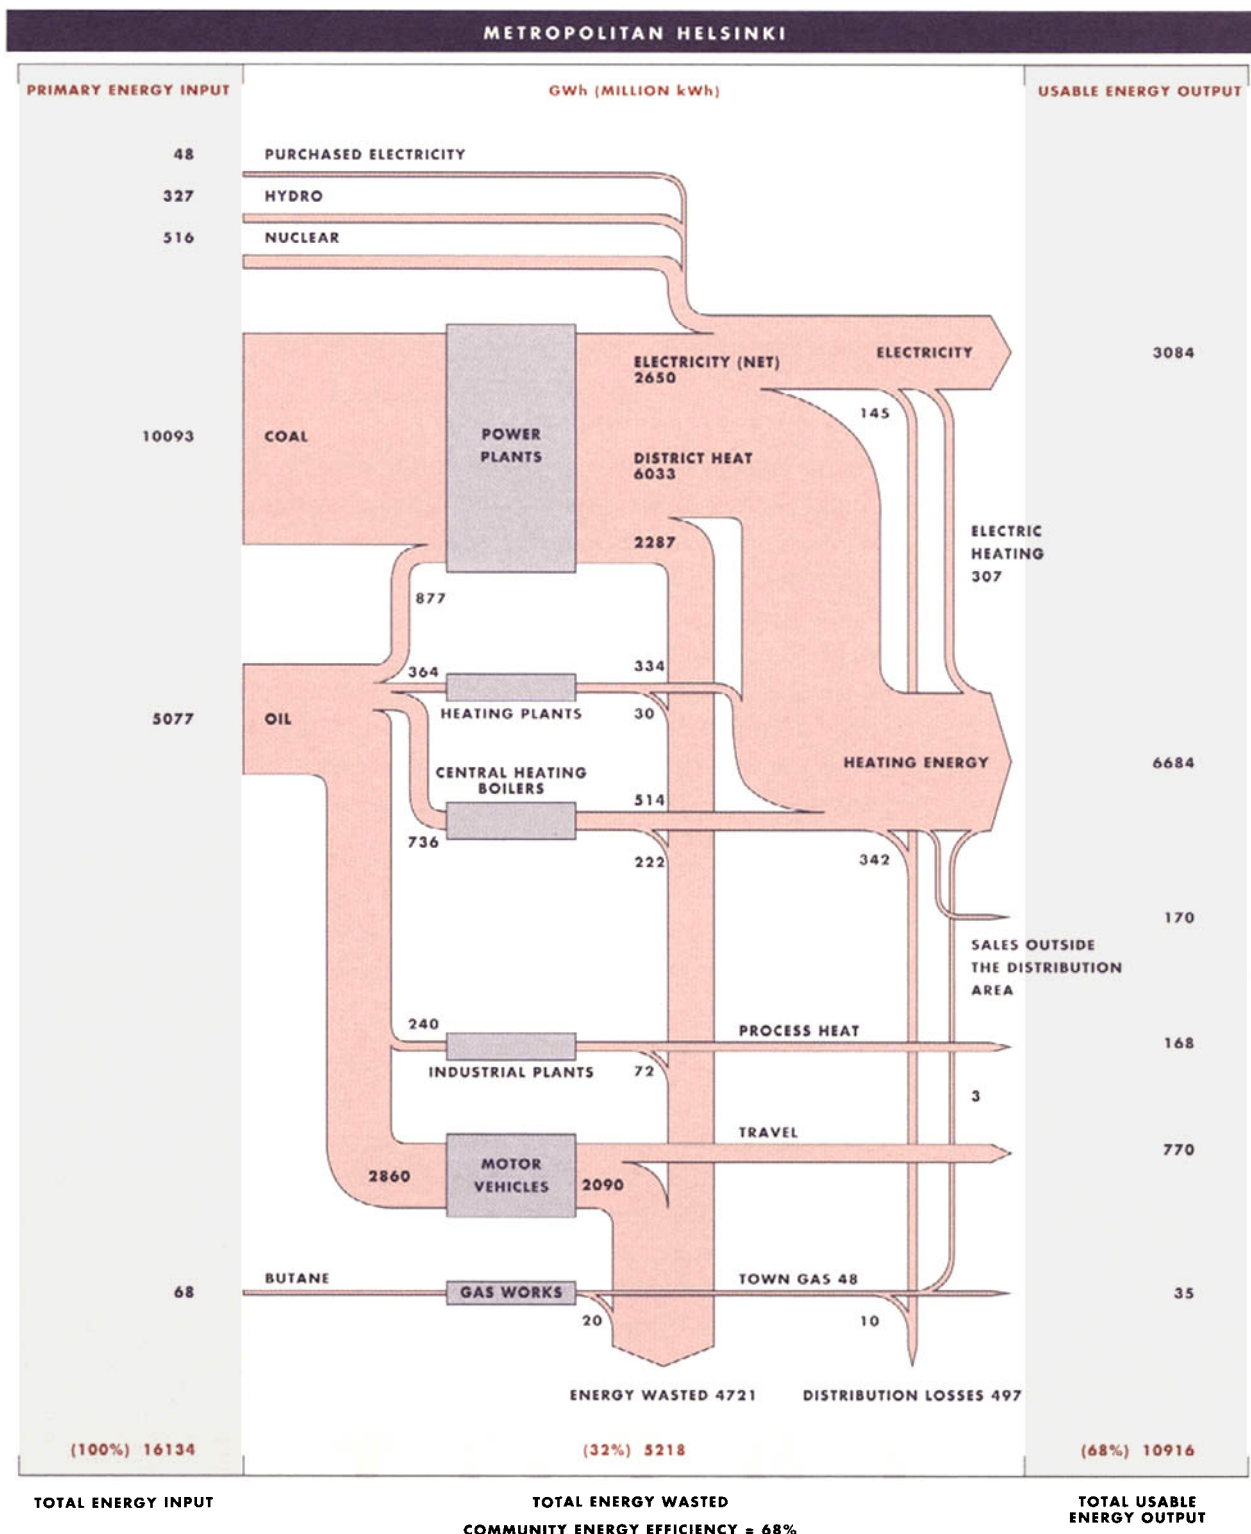 METROPOLITAN HELSINKI
PRIMARY ENERGY INPUT
GWh (MILLION kWh)
USABLE ENERGY OUTPUT
48
PURCHASED ELECTRICITY
327
HYDRO
516
NUCLEAR
ELECTRICITY (NET)
2650
ELECTRICITY
3084
145
10093
COAL
POWER
PLANTS
DISTRICT HEAT
6033
2287
ELECTRIC
HEATING
307
877
364
334
HEATING PLANTS
30
5077
OIL
CENTRAL HEATING
BOILERS
HEATING ENERGY
6684
514
736
222
342
170
SALES OUTSIDE
THE DISTRIBUTION
AREA
240
PROCESS HEAT
168
INDUSTRIAL PLANTS
72
3
TRAVEL
770
2860
MOTOR
VEHICLES
2090
BUTANE
TOWN GAS 48
68
GAS WORKS
35
20
10
ENERGY WASTED 4721
DISTRIBUTION LOSSES 497
(100%) 16134
(32%) 5218
(68%) 10916
TOTAL ENERGY INPUT
TOTAL ENERGY WASTED
TOTAL USABLE
ENERGY OUTPUT
COMMUNITY ENERGY EFFICIENCY = 68%